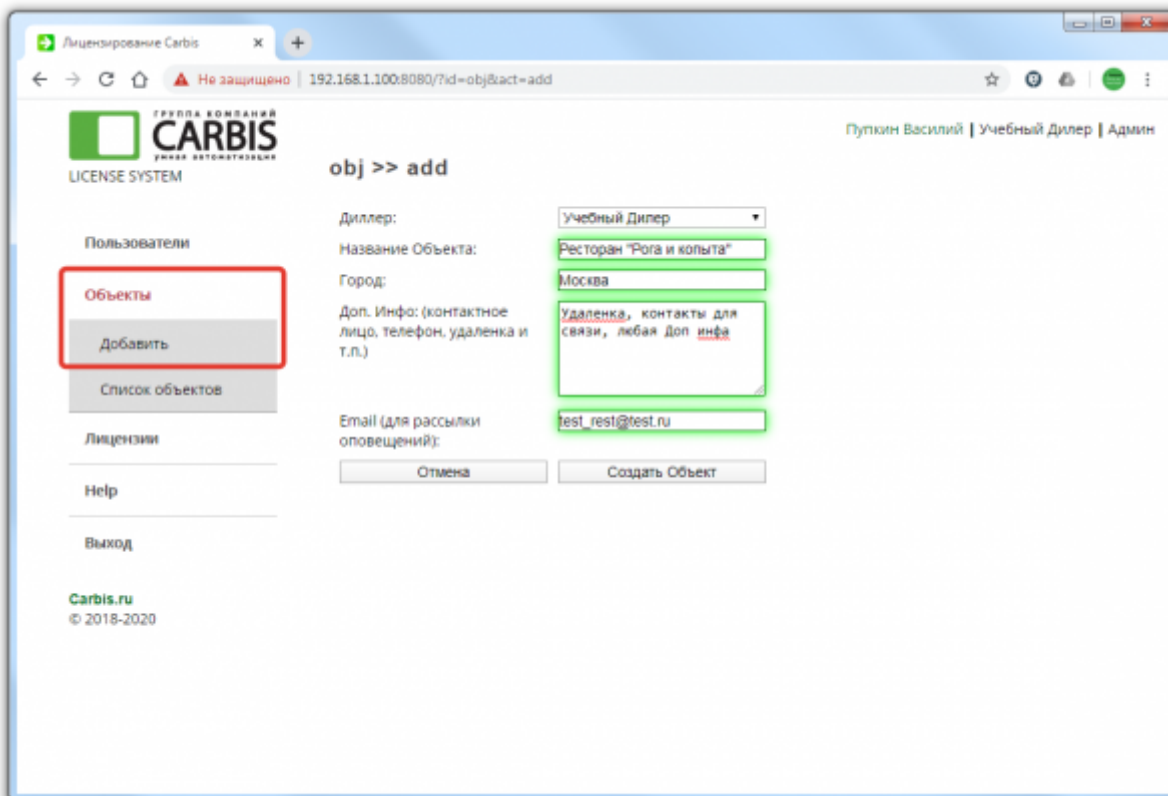 Лицензирование Carbis
Не защищено 192.168.1.100:8080/?id=obj&act=add
ГРУППА КОМПАНИЙ
CARBIS
умная автоматизация
LICENSE SYSTEM
Пупкин Василий | Учебный Дилер | Админ
obj >> add
Пользователи
Объекты
Добавить
Список объектов
Лицензии
Help
Выход
Carbis.ru
© 2018-2020
Диллер: Учебный Дилер
Название Объекта: Ресторан "Рога и копыта"
Город: Москва
Доп. Инфо: (контактное
лицо, телефон, удаленка и
т.п.)
Удаленка, контакты для
связи, любая Доп инфа
Email (для рассылки
оповещений):
test_rest@test.ru
Отмена Создать Объект